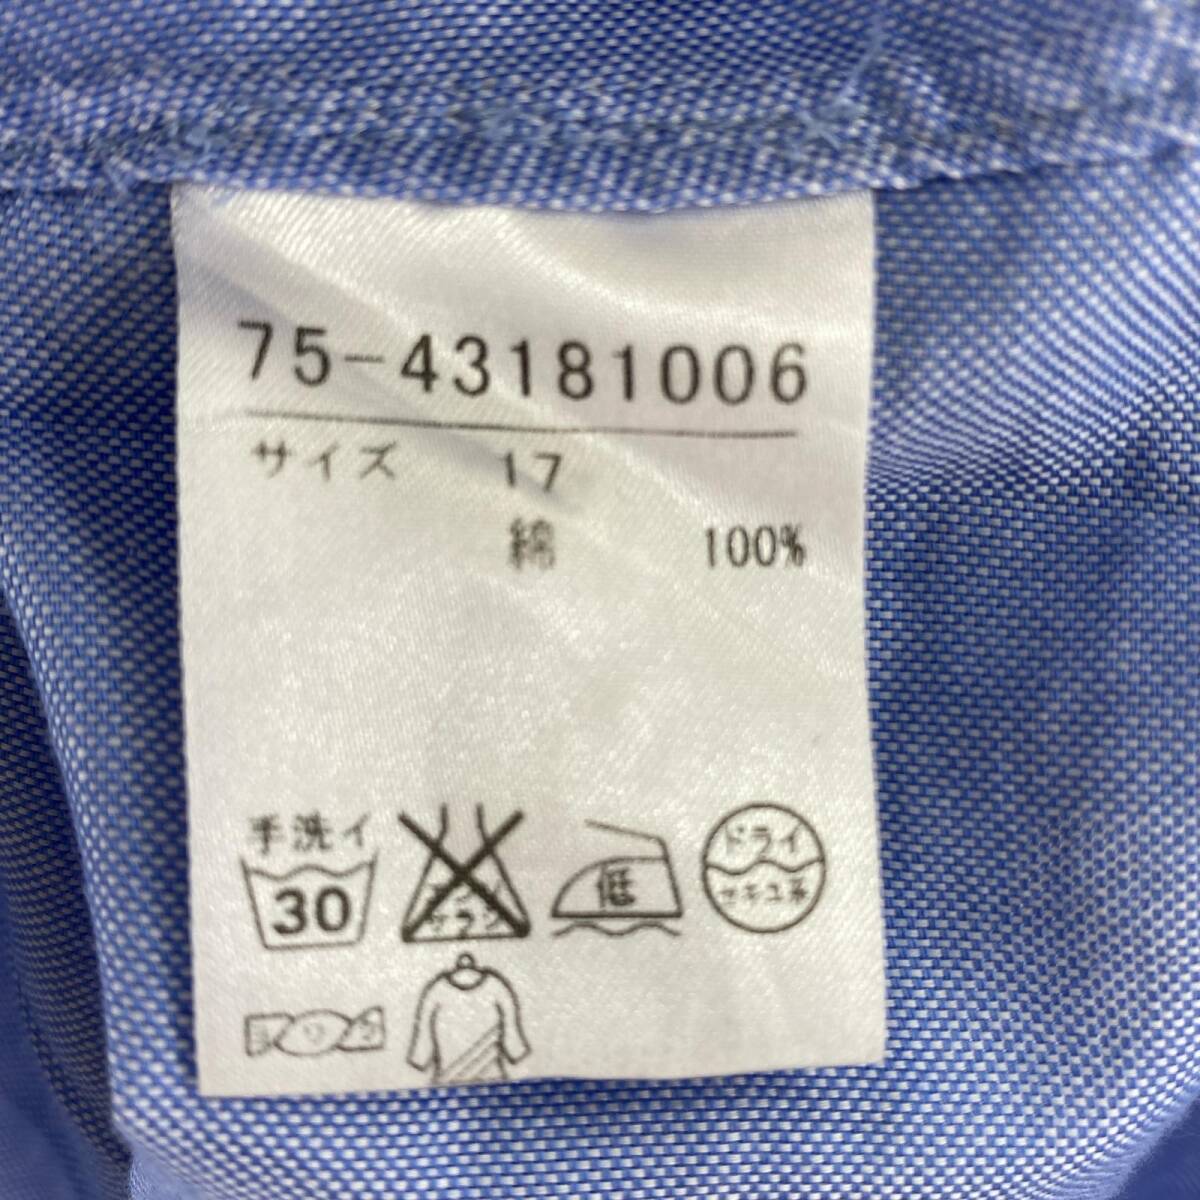 75-43181006
サイズ 17
綿 100%
手洗イ
30
エンソ
サラシ
低
ドライ
セキユ系